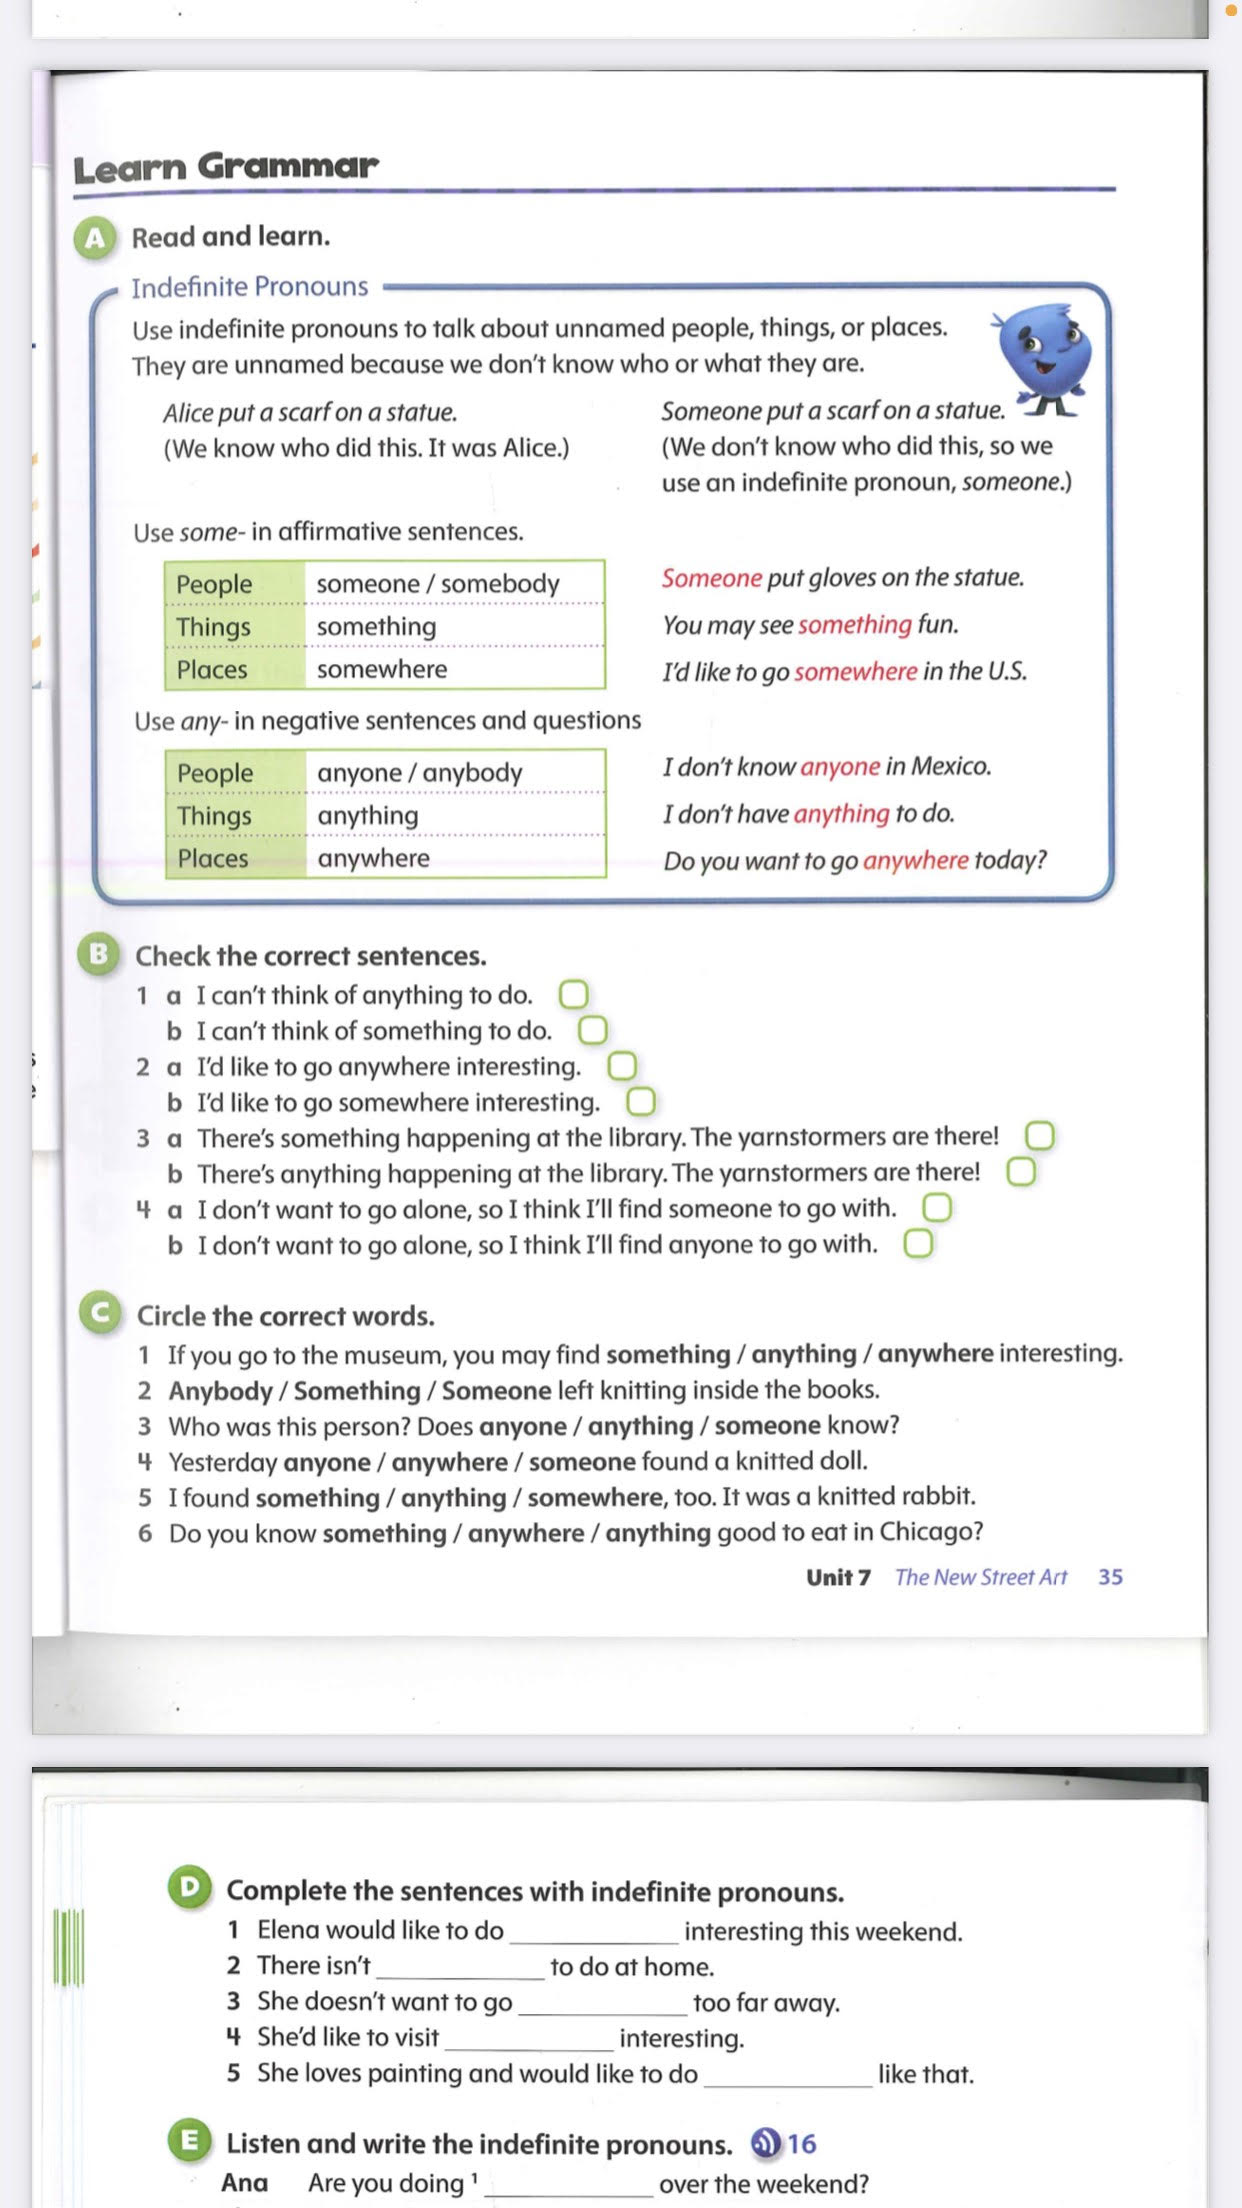 Learn Grammar
A Read and learn.
Indefinite Pronouns
Use indefinite pronouns to talk about unnamed people, things, or places.
They are unnamed because we don't know who or what they are.
Alice put a scarf on a statue.
(We know who did this. It was Alice.)
Someone put a scarf on a statue.
(We don't know who did this, so we
use an indefinite pronoun, someone.)
Use some- in affirmative sentences.
People someone / somebody
Things something
Places somewhere
Someone put gloves on the statue.
You may see something fun.
I'd like to go somewhere in the U.S.
Use any- in negative sentences and questions
People anyone / anybody
Things anything
Places anywhere
I don't know anyone in Mexico.
I don't have anything to do.
Do you want to go anywhere today?
B Check the correct sentences.
1 a I can't think of anything to do.
b I can't think of something to do.
2 a I'd like to go anywhere interesting.
b I'd like to go somewhere interesting.
3 a There's something happening at the library. The yarnstormers are there!
b There's anything happening at the library. The yarnstormers are there!
4 a I don't want to go alone, so I think I'll find someone to go with.
b I don't want to go alone, so I think I'll find anyone to go with.
C Circle the correct words.
1 If you go to the museum, you may find something / anything / anywhere interesting.
2 Anybody / Something / Someone left knitting inside the books.
3 Who was this person? Does anyone / anything / someone know?
4 Yesterday anyone / anywhere / someone found a knitted doll.
5 I found something / anything / somewhere, too. It was a knitted rabbit.
6 Do you know something / anywhere / anything good to eat in Chicago?
Unit 7 The New Street Art 35
D Complete the sentences with indefinite pronouns.
1 Elena would like to do ____________ interesting this weekend.
2 There isn't ____________ to do at home.
3 She doesn't want to go ____________ too far away.
4 She'd like to visit ____________ interesting.
5 She loves painting and would like to do ____________ like that.
E Listen and write the indefinite pronouns. 16
Ana Are you doing ¹ ____________ over the weekend?